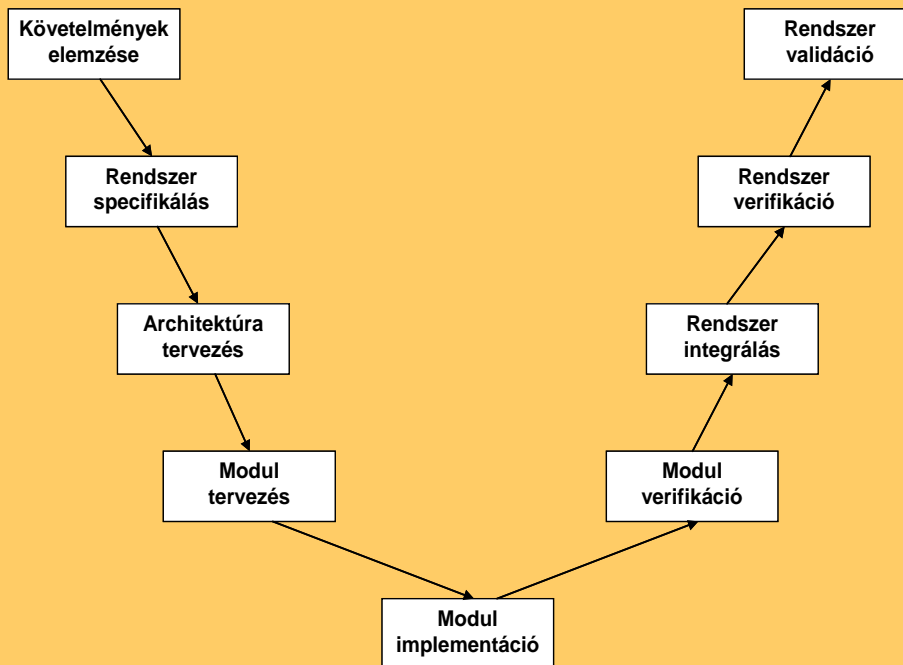 Követelmények
elemzése
Rendszer
validáció
Rendszer
specifikálás
Rendszer
verifikáció
Architektúra
tervezés
Rendszer
integrálás
Modul
tervezés
Modul
verifikáció
Modul
implementáció